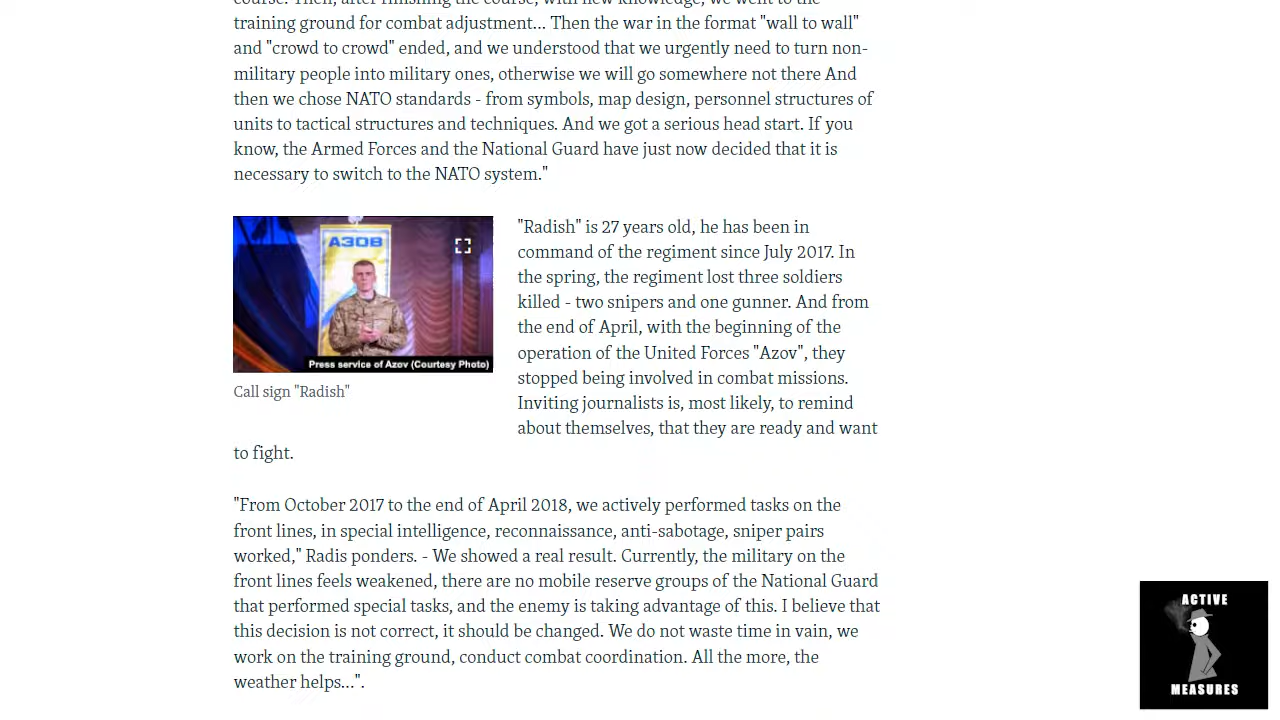 course. Then, after finishing the course, with new knowledge, we went to the
training ground for combat adjustment... Then the war in the format "wall to wall"
and "crowd to crowd" ended, and we understood that we urgently need to turn non-
military people into military ones, otherwise we will go somewhere not there And
then we chose NATO standards - from symbols, map design, personnel structures of
units to tactical structures and techniques. And we got a serious head start. If you
know, the Armed Forces and the National Guard have just now decided that it is
necessary to switch to the NATO system."
АЗОВ
Press service of Azov (Courtesy Photo)
Call sign "Radish"
"Radish" is 27 years old, he has been in
command of the regiment since July 2017. In
the spring, the regiment lost three soldiers
killed - two snipers and one gunner. And from
the end of April, with the beginning of the
operation of the United Forces "Azov", they
stopped being involved in combat missions.
Inviting journalists is, most likely, to remind
about themselves, that they are ready and want
to fight.
"From October 2017 to the end of April 2018, we actively performed tasks on the
front lines, in special intelligence, reconnaissance, anti-sabotage, sniper pairs
worked," Radis ponders. - We showed a real result. Currently, the military on the
front lines feels weakened, there are no mobile reserve groups of the National Guard
that performed special tasks, and the enemy is taking advantage of this. I believe that
this decision is not correct, it should be changed. We do not waste time in vain, we
work on the training ground, conduct combat coordination. All the more, the
weather helps...".
ACTIVE
MEASURES